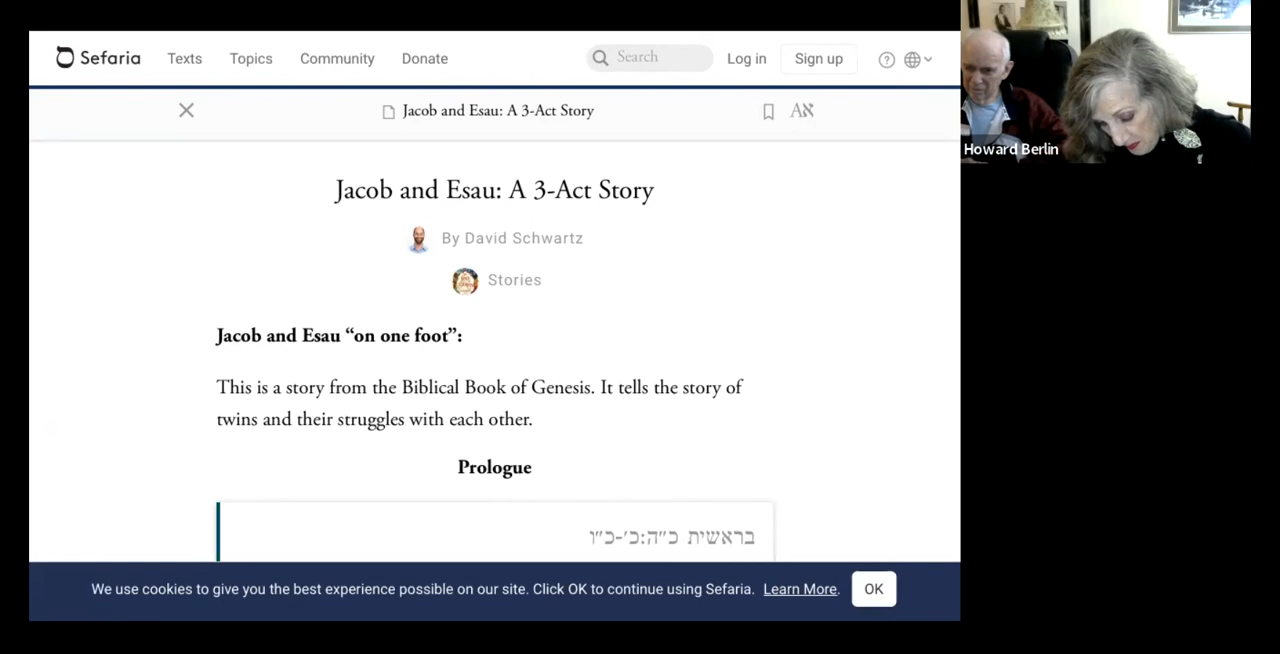 Sefaria Texts Topics Community Donate Search Log in Sign up ?
Jacob and Esau: A 3-Act Story Aא
Jacob and Esau: A 3-Act Story
By David Schwartz
Stories
Jacob and Esau “on one foot”:
This is a story from the Biblical Book of Genesis. It tells the story of
twins and their struggles with each other.
Prologue
בראשית כ״ה:כ׳-כ״ו
We use cookies to give you the best experience possible on our site. Click OK to continue using Sefaria. Learn More. OK
Howard Berlin